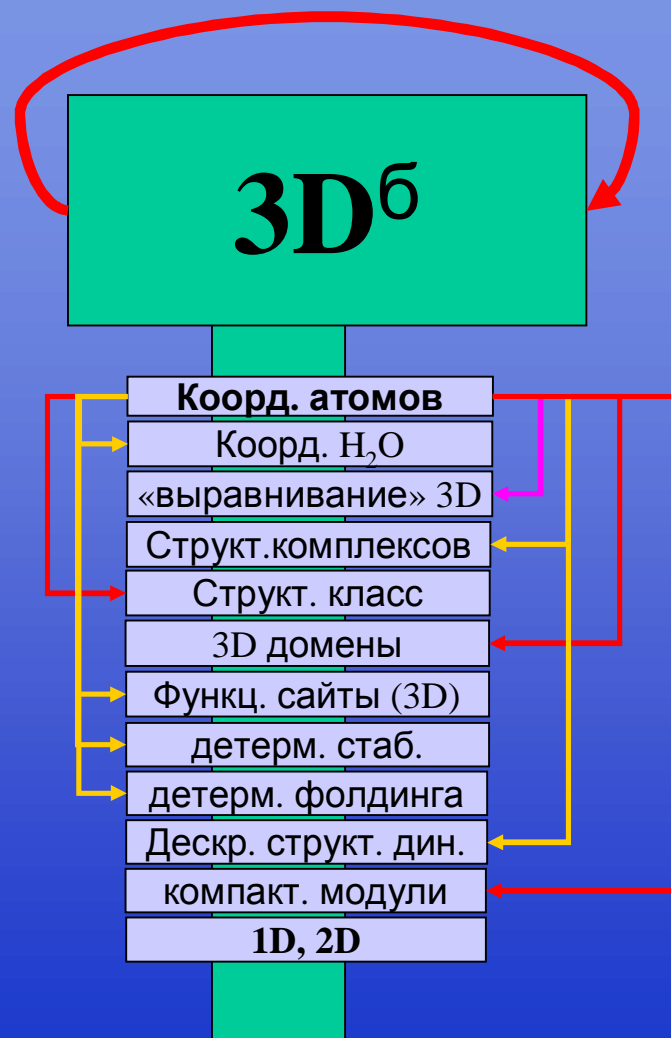 3Dб
Коорд. атомов
Коорд. H2O
«выравнивание» 3D
Структ.комплексов
Структ. класс
3D домены
Функц. сайты (3D)
детерм. стаб.
детерм. фолдинга
Дескр. структ. дин.
компакт. модули
1D, 2D